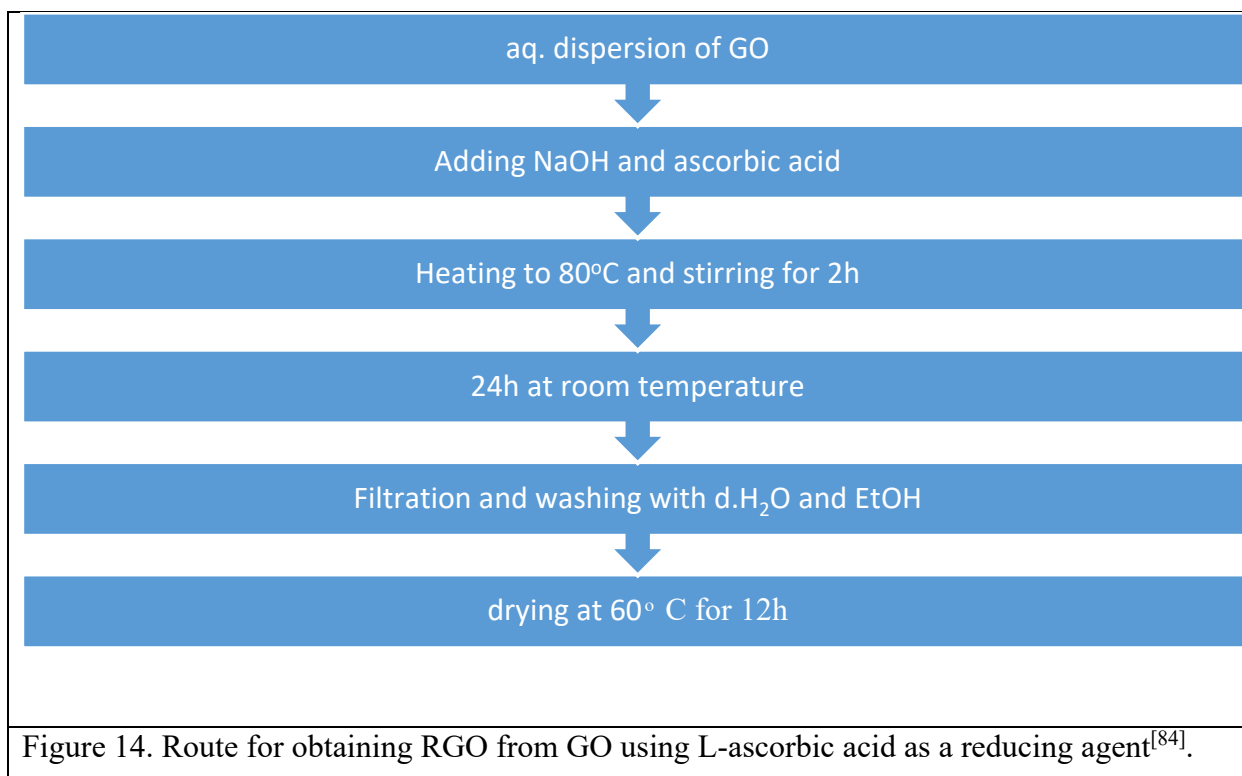 aq. dispersion of GO
Adding NaOH and ascorbic acid
Heating to 80°C and stirring for 2h
24h at room temperature
Filtration and washing with d.H₂O and EtOH
drying at 60° C for 12h
Figure 14. Route for obtaining RGO from GO using L-ascorbic acid as a reducing agent[84].